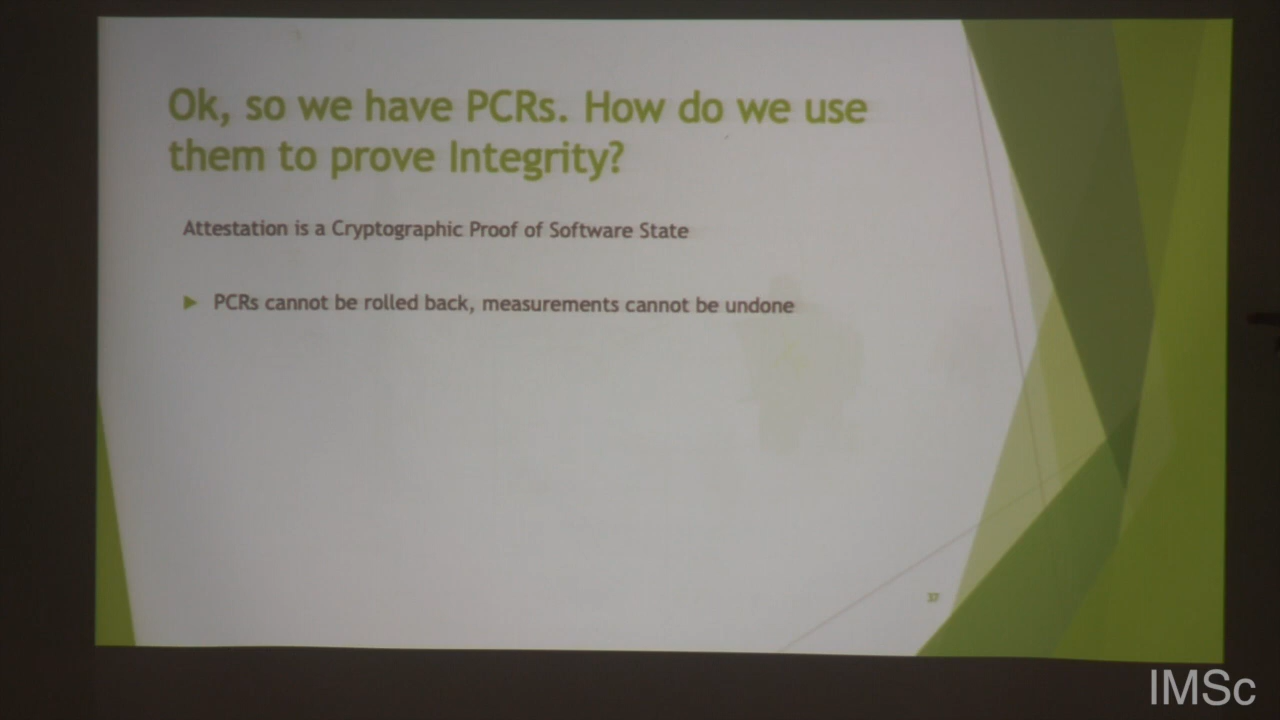 Ok, so we have PCRs. How do we use
them to prove Integrity?
Attestation is a Cryptographic Proof of Software State
PCRs cannot be rolled back, measurements cannot be undone
37
IMSc